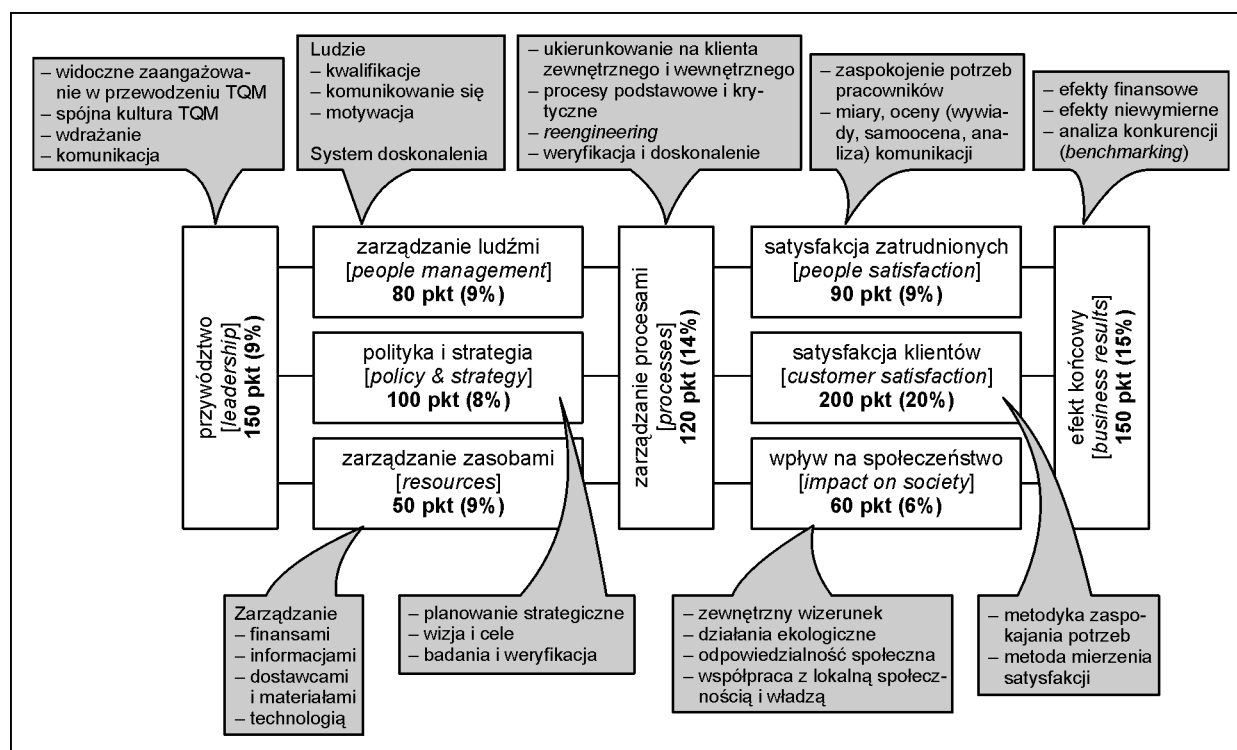 – widoczne zaangażowa-
nie w przewodzeniu TQM
– spójna kultura TQM
– wdrażanie
– komunikacja
Ludzie
– kwalifikacje
– komunikowanie się
– motywacja
System doskonalenia
– ukierunkowanie na klienta
zewnętrznego i wewnętrznego
– procesy podstawowe i kry-
tyczne
– reengineering
– weryfikacja i doskonalenie
– zaspokojenie potrzeb
pracowników
– miary, oceny (wywia-
dy, samoocena, ana-
liza) komunikacji
– efekty finansowe
– efekty niewymierne
– analiza konkurencji
(benchmarking)
przywództwo
[leadership]
150 pkt (9%)
zarządzanie ludźmi
[people management]
80 pkt (9%)
polityka i strategia
[policy & strategy]
100 pkt (8%)
zarządzanie zasobami
[resources]
50 pkt (9%)
zarządzanie procesami
[processes]
120 pkt (14%)
satysfakcja zatrudnionych
[people satisfaction]
90 pkt (9%)
satysfakcja klientów
[customer satisfaction]
200 pkt (20%)
wpływ na społeczeństwo
[impact on society]
60 pkt (6%)
efekt końcowy
[business results]
150 pkt (15%)
Zarządzanie
– finansami
– informacjami
– dostawcami
i materiałami
– technologią
– planowanie strategiczne
– wizja i cele
– badania i weryfikacja
– zewnętrzny wizerunek
– działania ekologiczne
– odpowiedzialność społeczna
– współpraca z lokalną społecz-
nością i władzą
– metodyka zaspo-
kajania potrzeb
– metoda mierzenia
satysfakcji